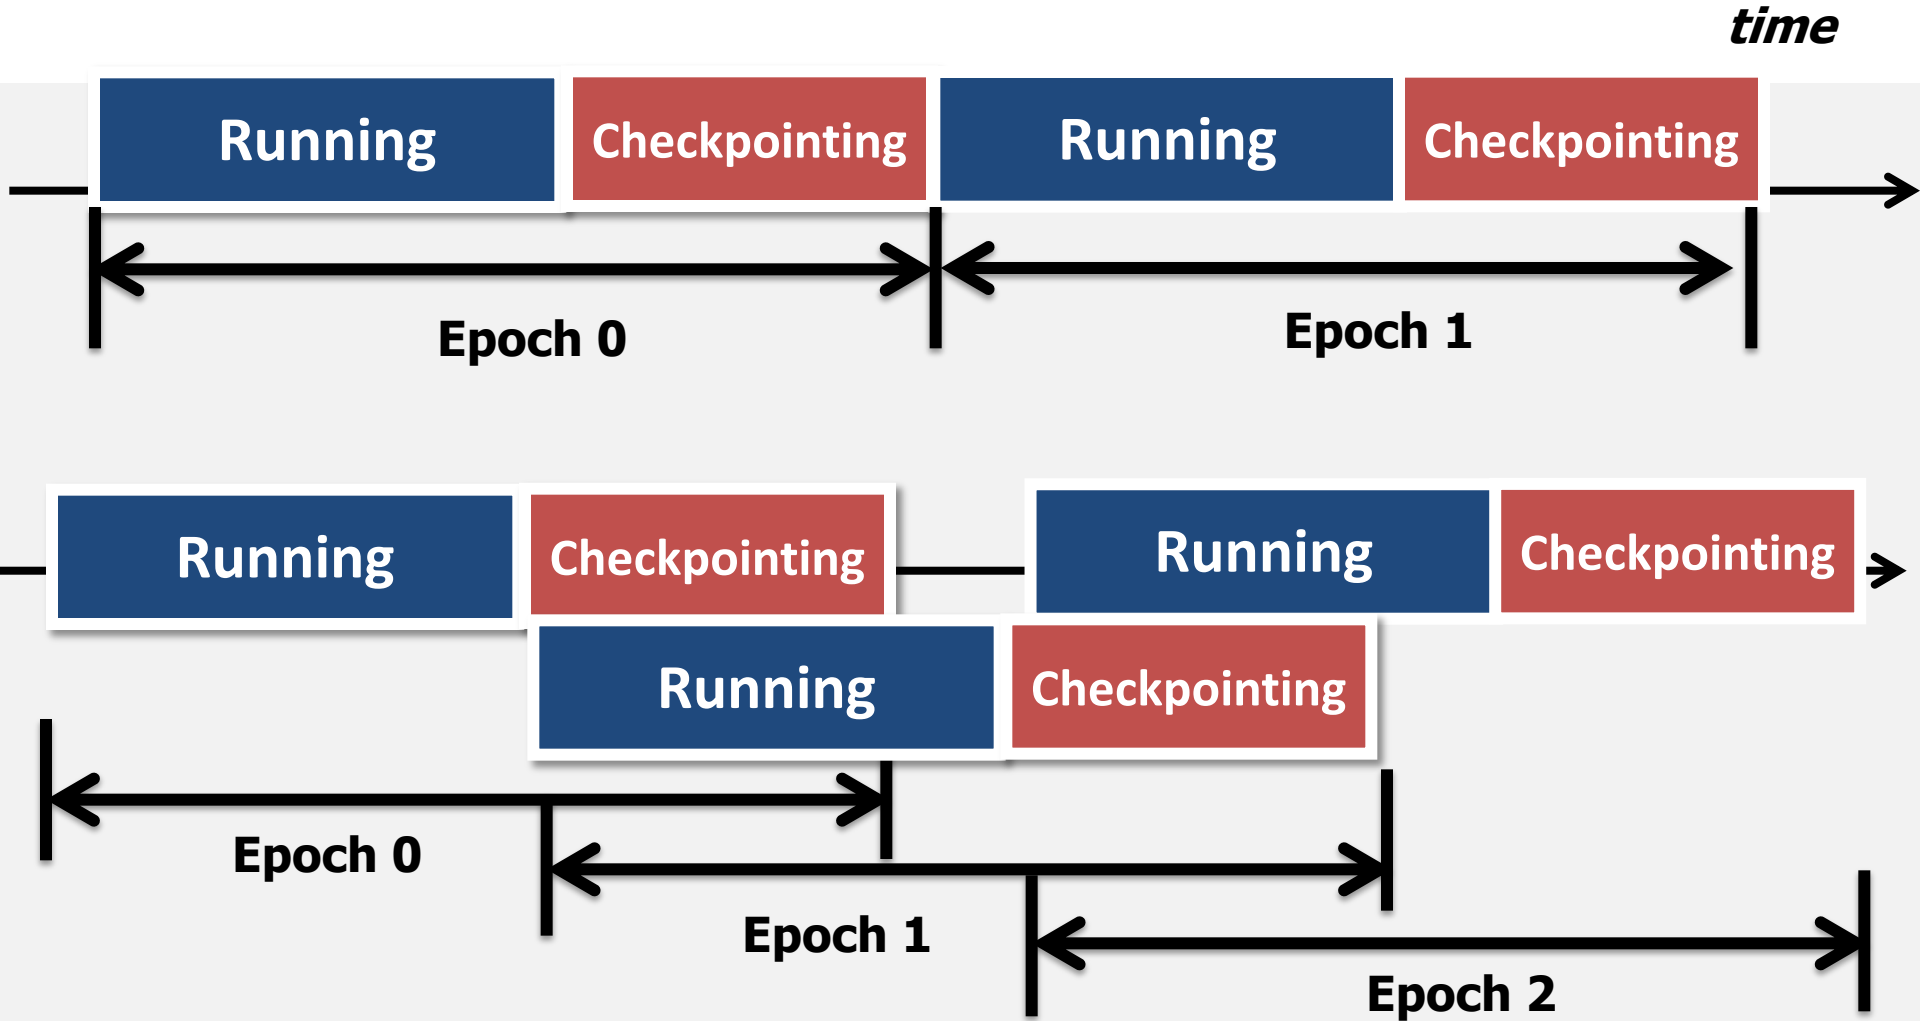 time
Running
Checkpointing
Running
Checkpointing
Epoch 0
Epoch 1
Running
Checkpointing
Running
Checkpointing
Running
Checkpointing
Epoch 0
Epoch 1
Epoch 2